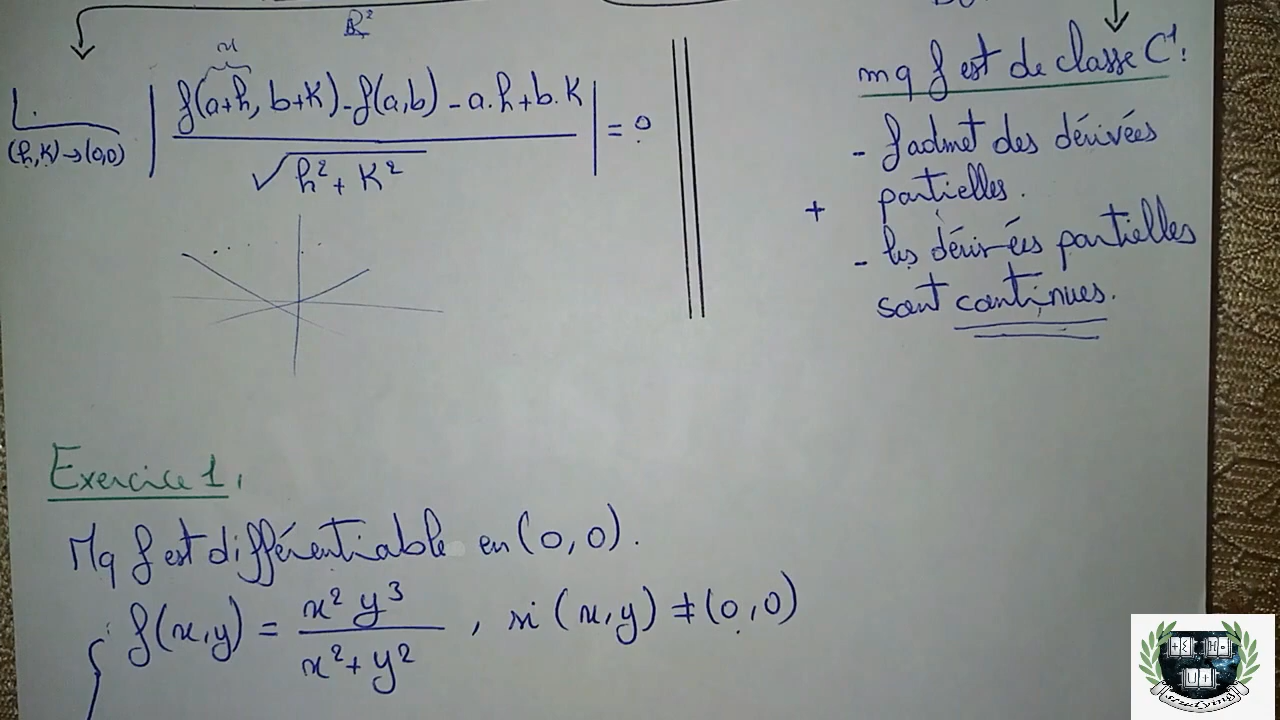 ℝ²
x
L. | f(a+h, b+K) - f(a,b) - a.h + b.K | = 0
(h,K)→(0,0)
√h² + K²
mq f est de classe C¹.
- f admet des dérivées
partielles.
+
- les dérivées partielles
sont continues.
Exercice 1.
Mq f est différentiable en (0,0).
{ f(x,y) = x² y³ / x² + y² , si (x,y) ≠ (0,0)